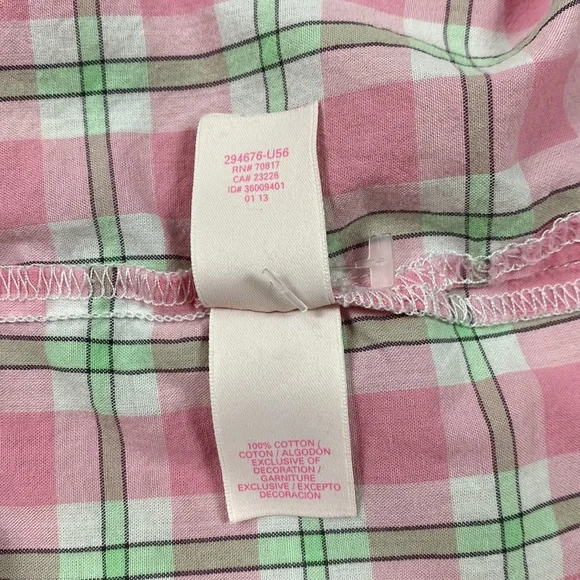 294676-U56
RN# 70817
CA# 23226
ID# 36009401
01 13
100% COTTON /
COTON / ALGODÓN
EXCLUSIVE OF
DECORATION /
GARNITURE
EXCLUSIVE / EXCEPTO
DECORACIÓN